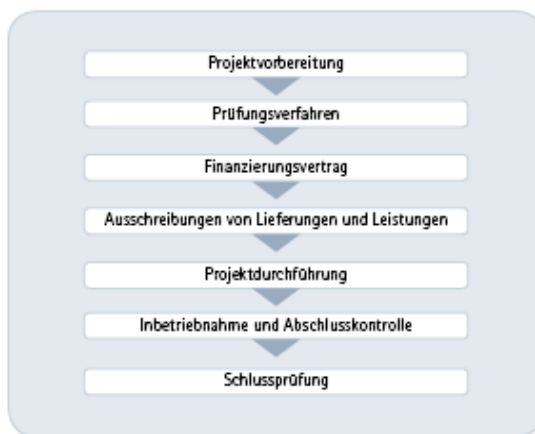 Projektvorbereitung
Prüfungsverfahren
Finanzierungsvertrag
Ausschreibungen von Lieferungen und Leistungen
Projektdurchführung
Inbetriebnahme und Abschlusskontrolle
Schlussprüfung